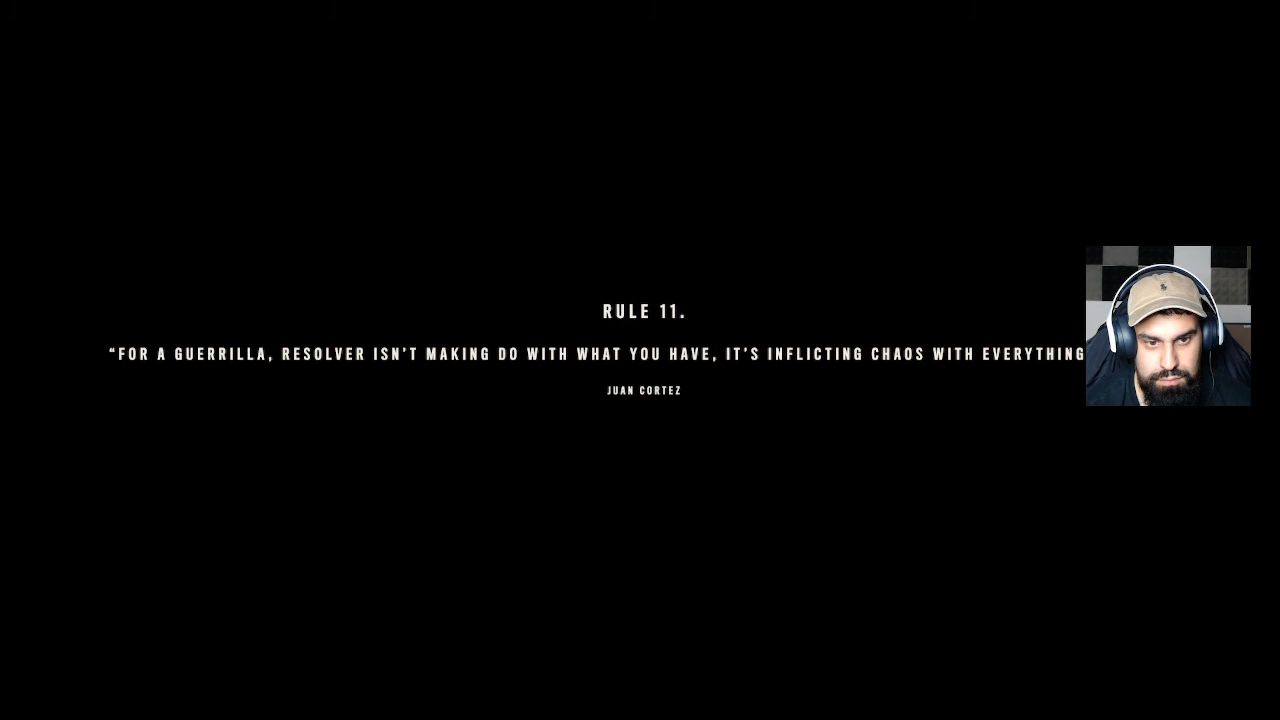 RULE 11.
“FOR A GUERRILLA, RESOLVER ISN’T MAKING DO WITH WHAT YOU HAVE, IT’S INFLICTING CHAOS WITH EVERYTHING
JUAN CORTEZ